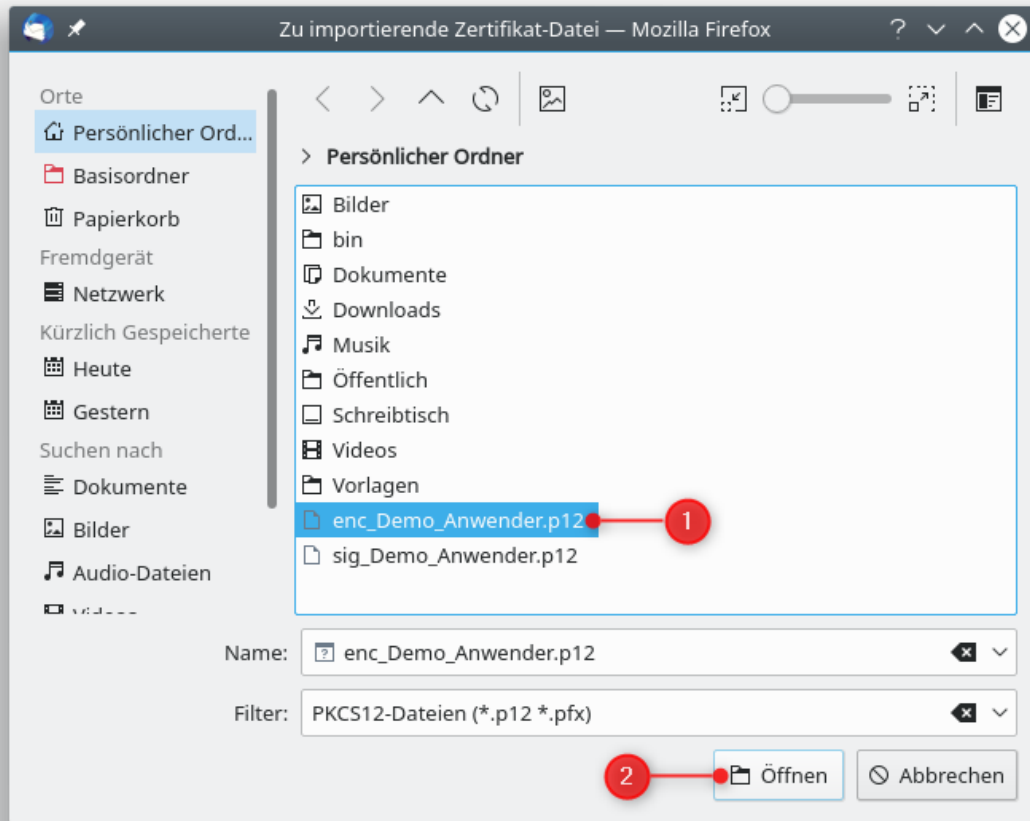 Zu importierende Zertifikat-Datei — Mozilla Firefox
Orte
Persönlicher Ord...
Basisordner
Papierkorb
Fremdgerät
Netzwerk
Kürzlich Gespeicherte
Heute
Gestern
Suchen nach
Dokumente
Bilder
Audio-Dateien
Videos
> Persönlicher Ordner
Bilder
bin
Dokumente
Downloads
Musik
Öffentlich
Schreibtisch
Videos
Vorlagen
enc_Demo_Anwender.p12
1
sig_Demo_Anwender.p12
Name: enc_Demo_Anwender.p12
Filter: PKCS12-Dateien (*.p12 *.pfx)
2
Öffnen
Abbrechen